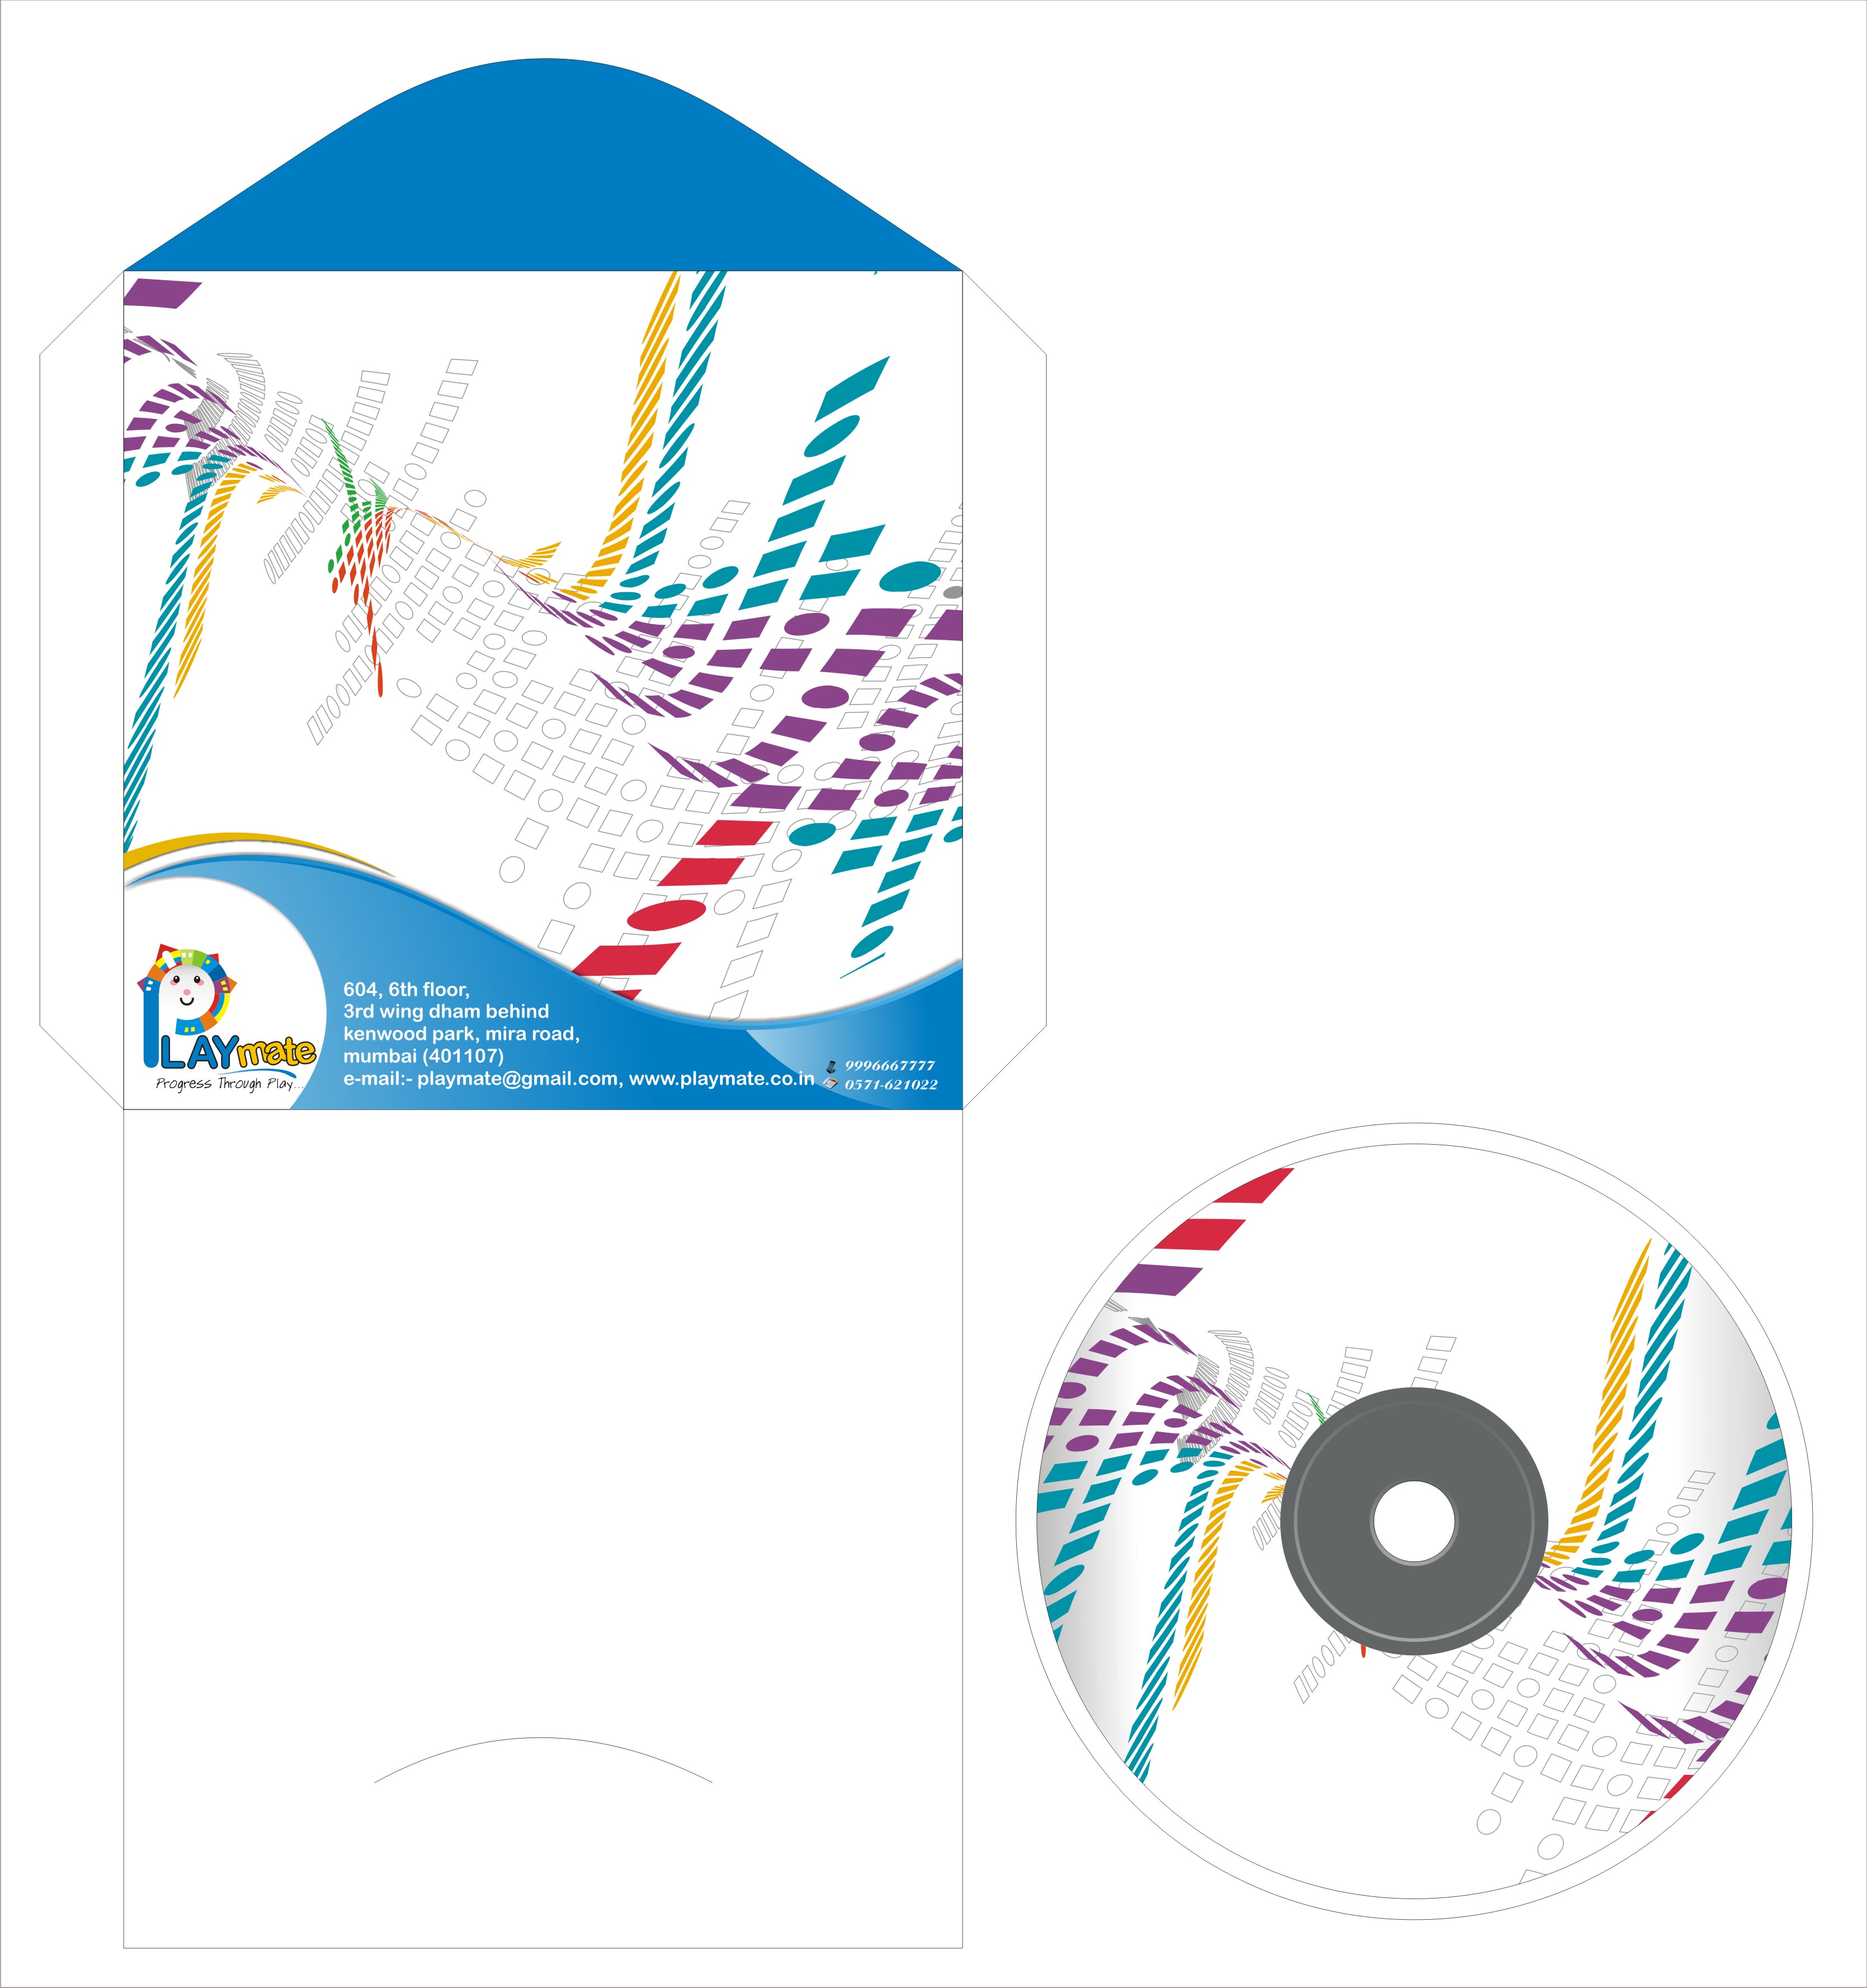 PLAYmate
Progress Through Play...
604, 6th floor,
3rd wing dham behind
kenwood park, mira road,
mumbai (401107)
e-mail:- playmate@gmail.com, www.playmate.co.in
9996667777
0571-621022